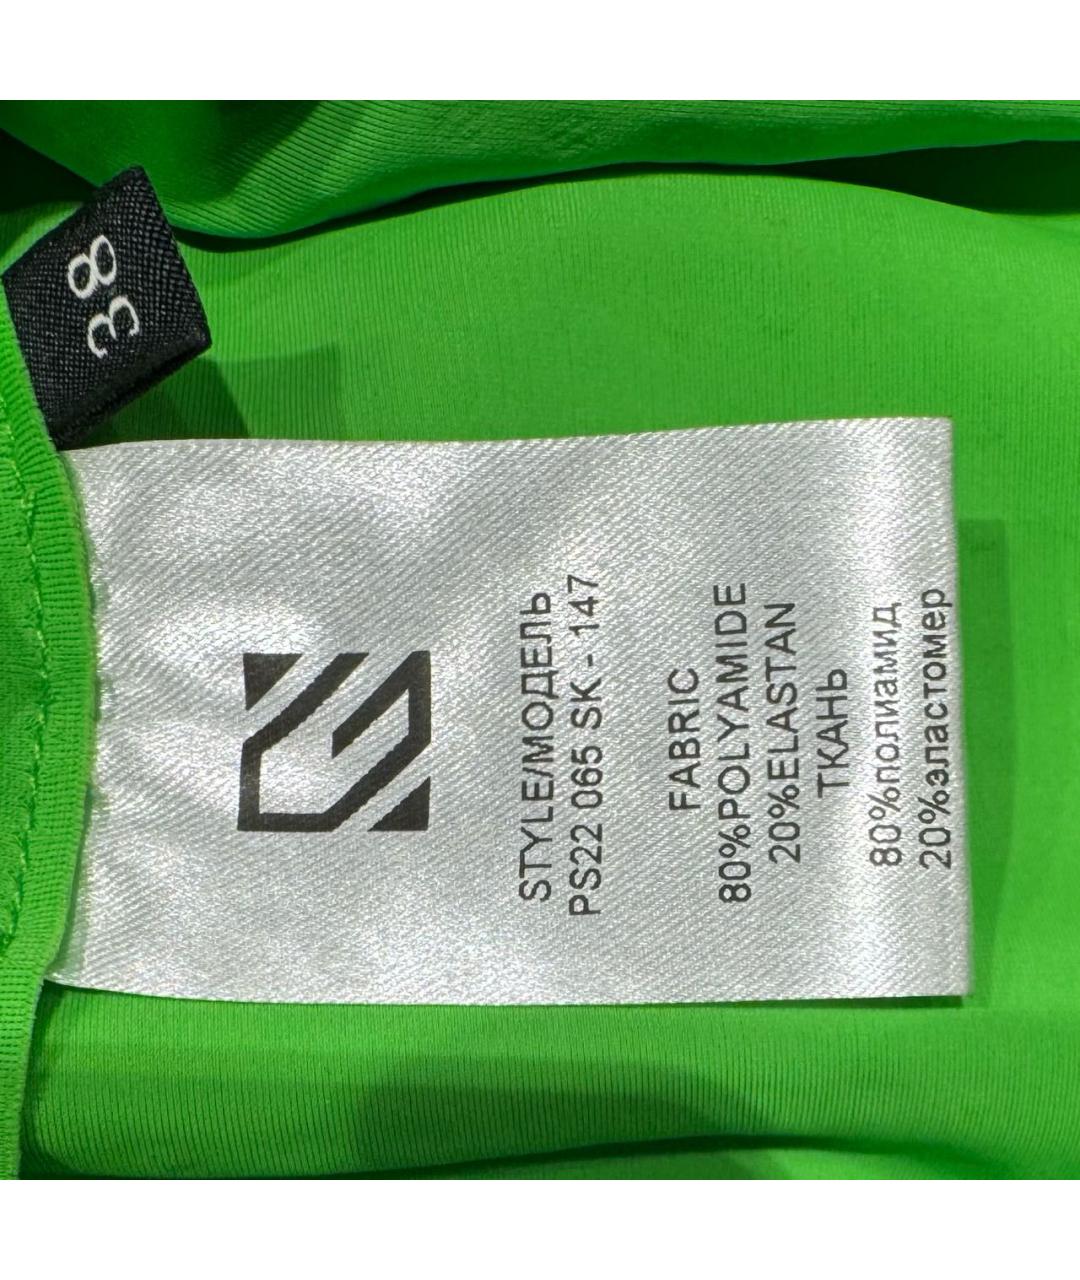 38
STYLE/МОДЕЛЬ
PS22 065 SK - 147
FABRIC
80%POLYAMIDE
20%ELASTAN
ТКАНЬ
80%полиамид
20%эластомер